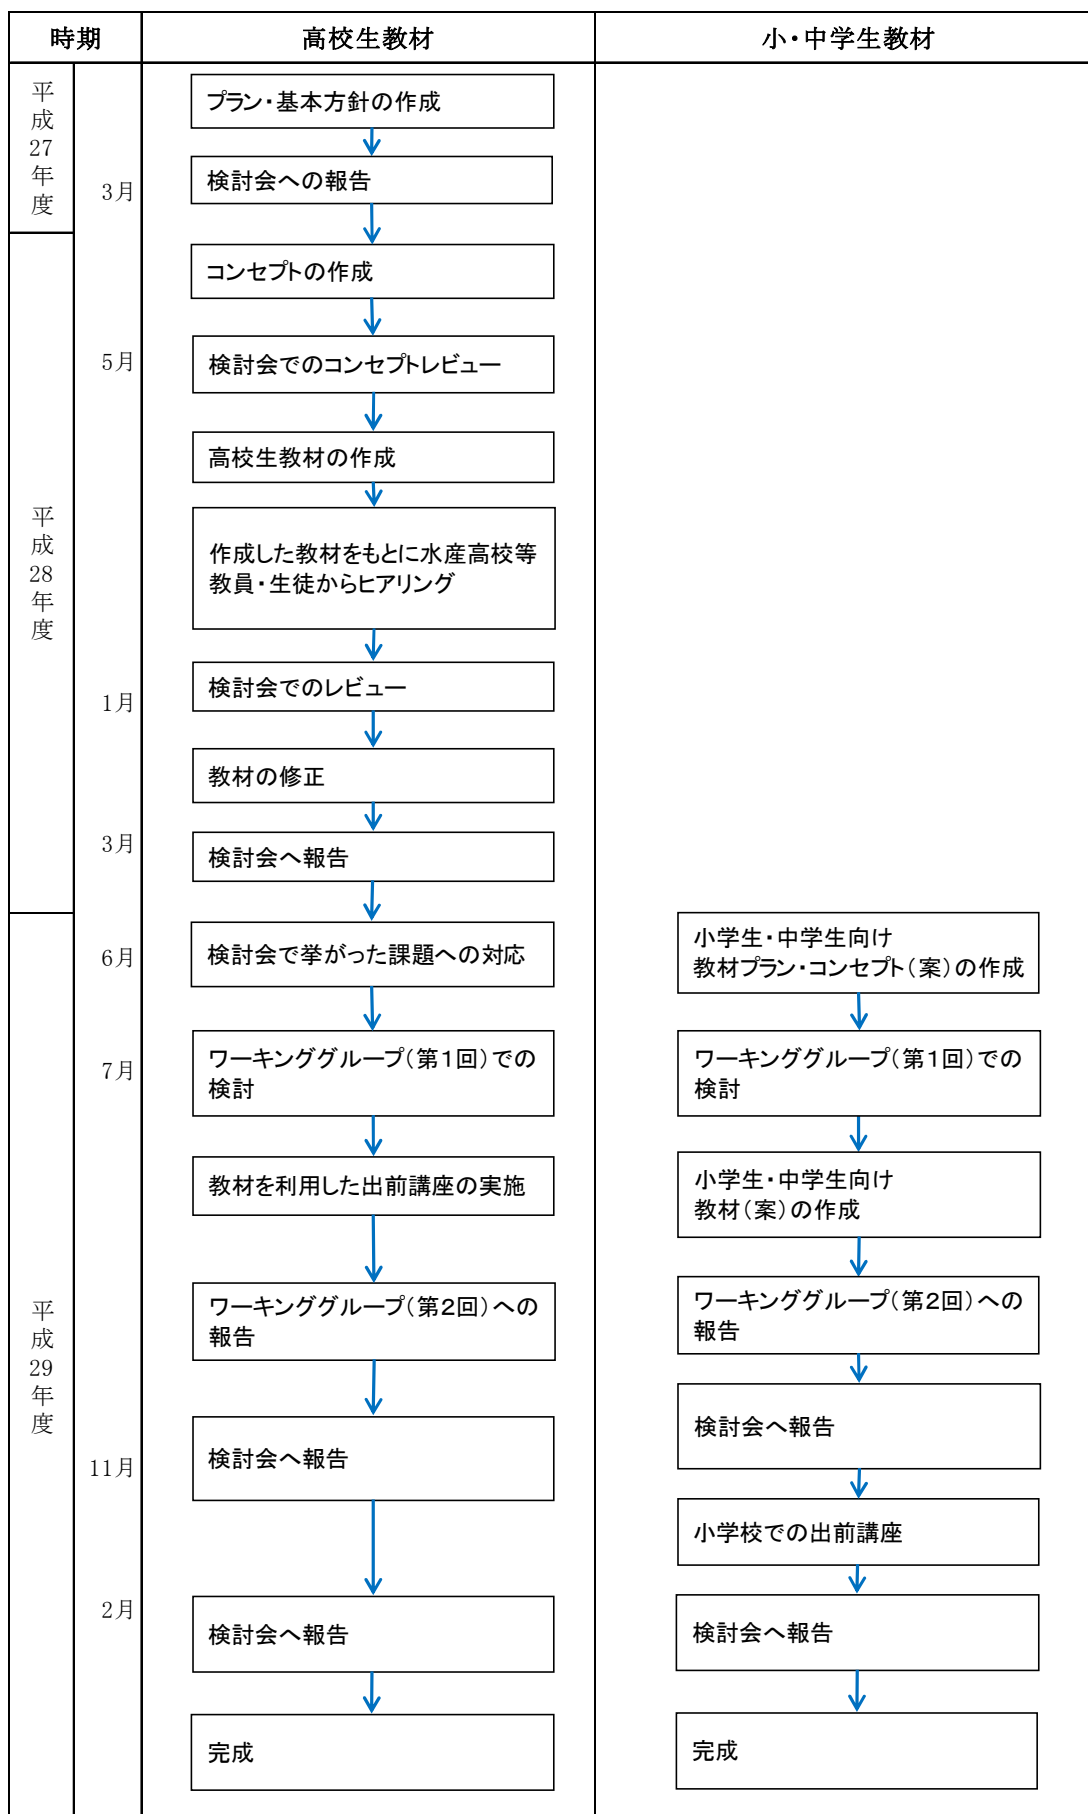 時期
高校生教材
小・中学生教材
平成27年度
プラン・基本方針の作成
3月
検討会への報告
平成28年度
コンセプトの作成
5月
検討会でのコンセプトレビュー
高校生教材の作成
作成した教材をもとに水産高校等
教員・生徒からヒアリング
1月
検討会でのレビュー
教材の修正
3月
検討会へ報告
平成29年度
6月
検討会で挙がった課題への対応
小学生・中学生向け
教材プラン・コンセプト(案)の作成
7月
ワーキンググループ(第1回)での
検討
ワーキンググループ(第1回)での
検討
教材を利用した出前講座の実施
小学生・中学生向け
教材(案)の作成
ワーキンググループ(第2回)への
報告
ワーキンググループ(第2回)への
報告
11月
検討会へ報告
検討会へ報告
小学校での出前講座
2月
検討会へ報告
検討会へ報告
完成
完成